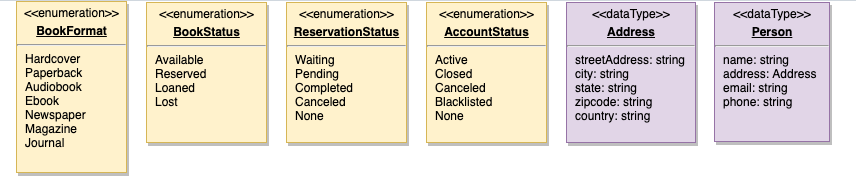 <<enumeration>>
BookFormat
Hardcover
Paperback
Audiobook
Ebook
Newspaper
Magazine
Journal
<<enumeration>>
BookStatus
Available
Reserved
Loaned
Lost
<<enumeration>>
ReservationStatus
Waiting
Pending
Completed
Canceled
None
<<enumeration>>
AccountStatus
Active
Closed
Canceled
Blacklisted
None
<<dataType>>
Address
streetAddress: string
city: string
state: string
zipcode: string
country: string
<<dataType>>
Person
name: string
address: Address
email: string
phone: string